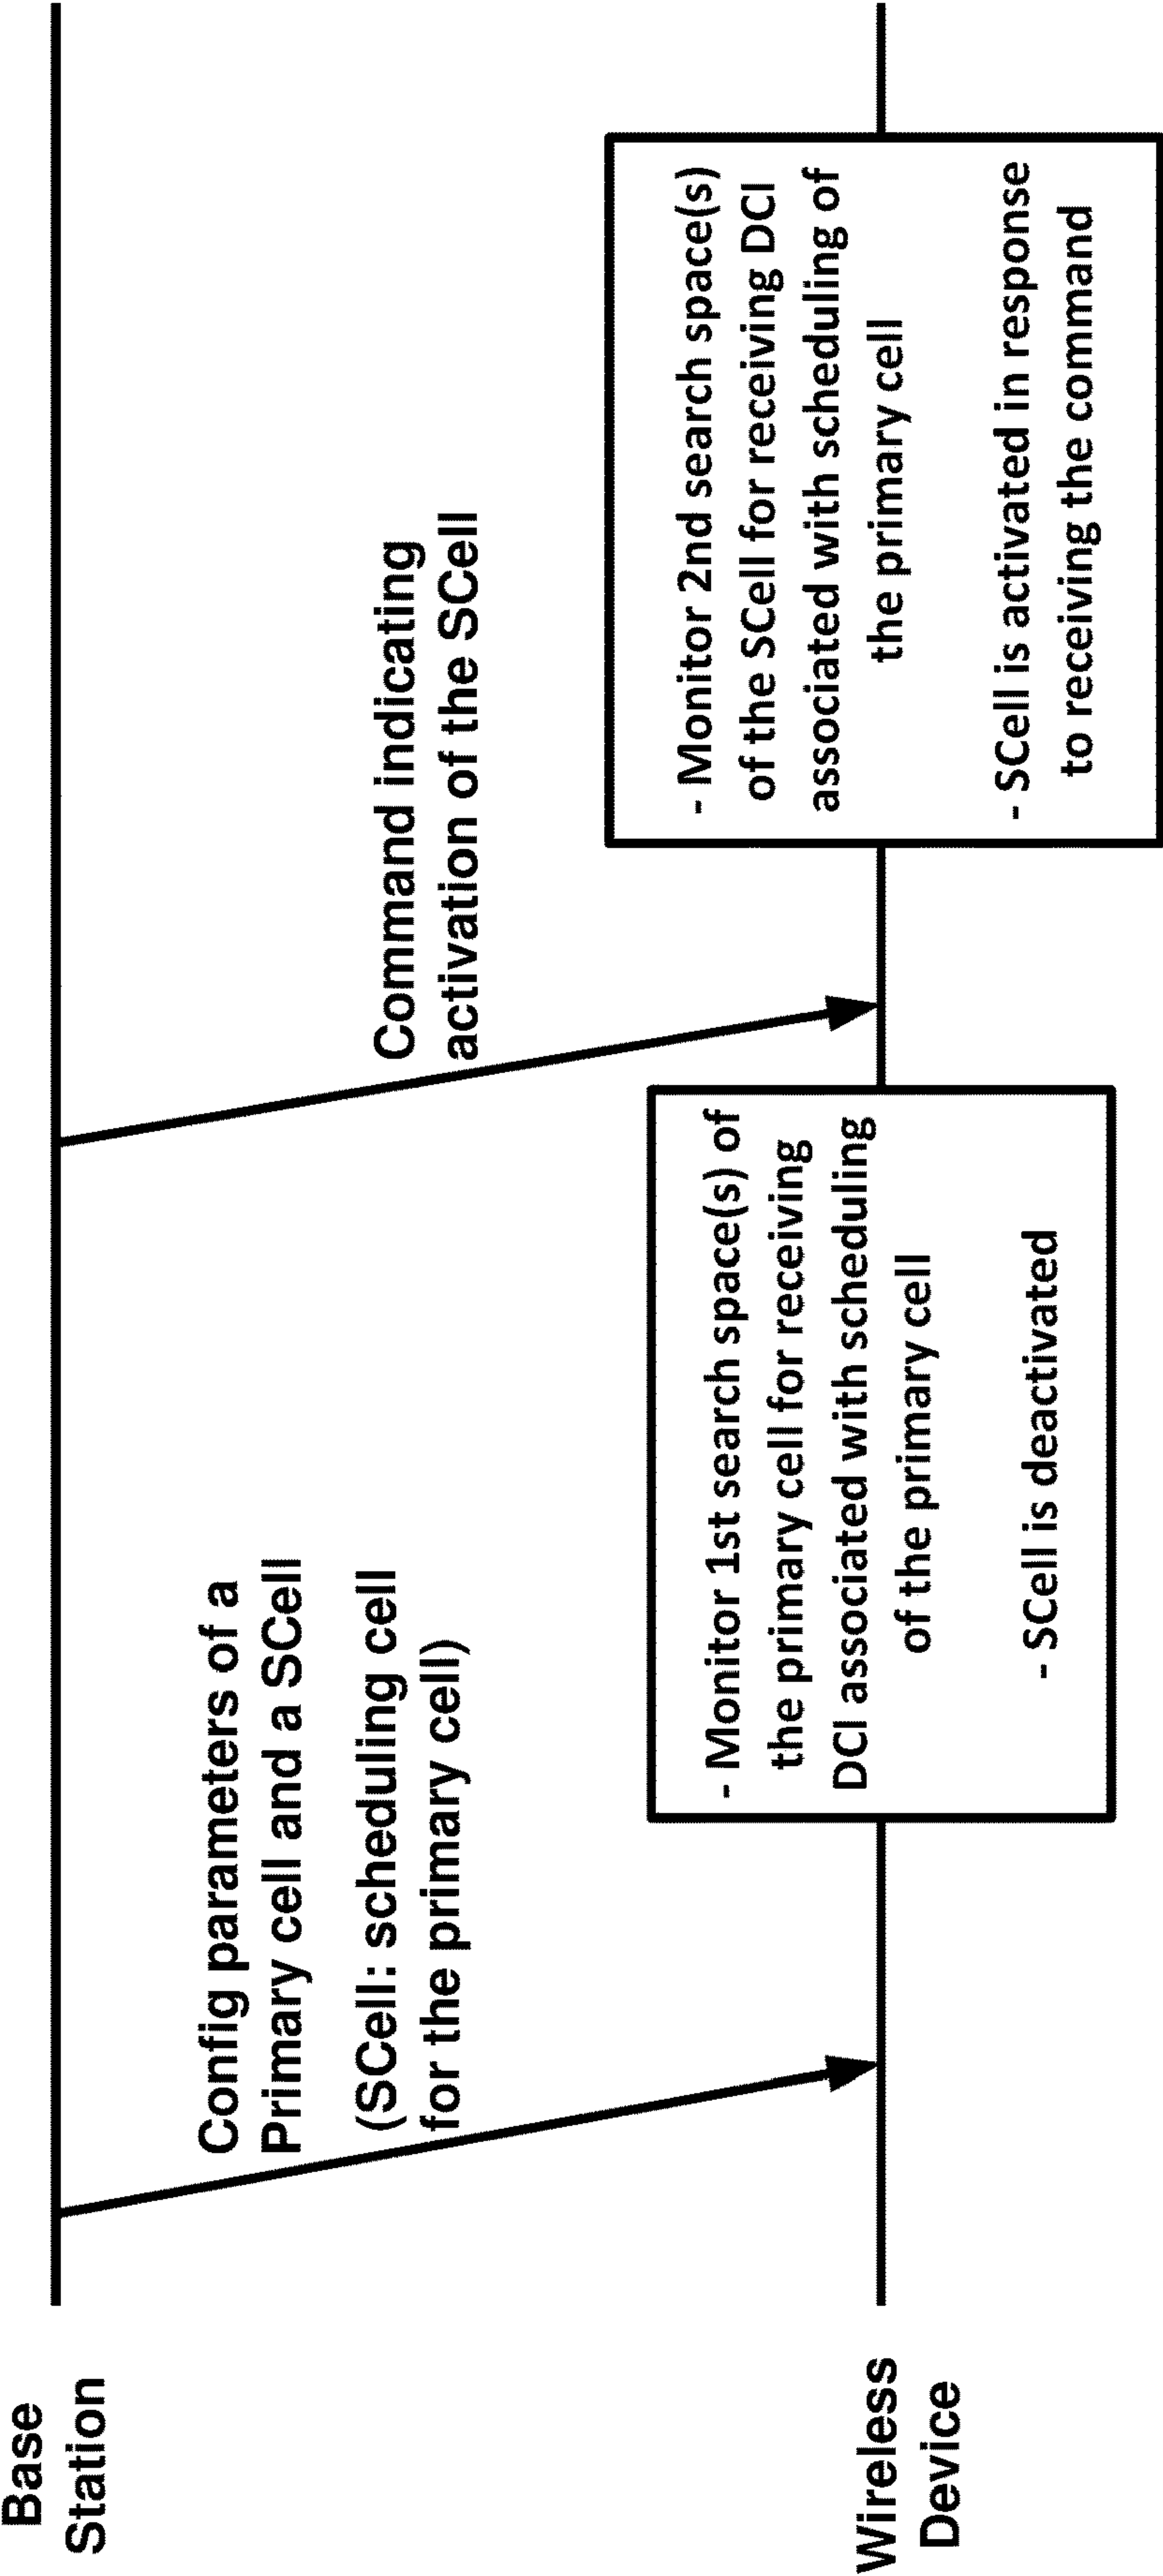 Base
Station
Config parameters of a
Primary cell and a SCell
(SCell: scheduling cell
for the primary cell)
Command indicating
activation of the SCell
- Monitor 1st search space(s) of
the primary cell for receiving
DCI associated with scheduling
of the primary cell
- SCell is deactivated
- Monitor 2nd search space(s)
of the SCell for receiving DCI
associated with scheduling of
the primary cell
- SCell is activated in response
to receiving the command
Wireless
Device